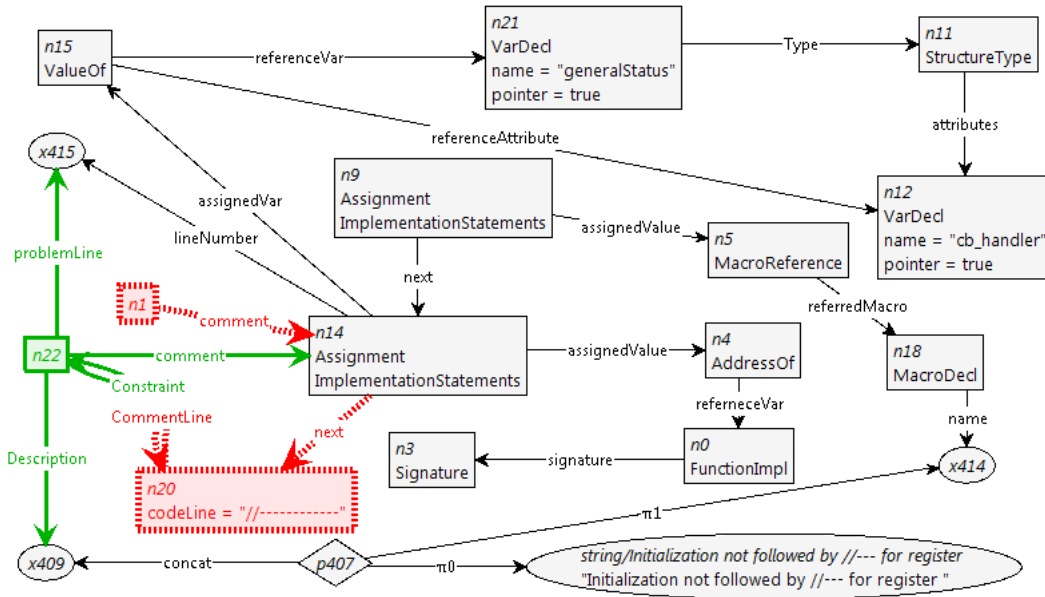 n21
VarDecl
name = "generalStatus"
pointer = true
n11
StructureType
n15
ValueOf
referenceVar
Type
referenceAttribute
attributes
x415
n9
Assignment
ImplementationStatements
n12
VarDecl
name = "cb_handler"
pointer = true
assignedVar
lineNumber
assignedValue
n5
MacroReference
problemLine
next
n1
comment
referredMacro
n14
Assignment
ImplementationStatements
n22
comment
assignedValue
n4
AddressOf
n18
MacroDecl
Constraint
CommentLine
next
referneceVar
name
Description
n3
Signature
signature
n0
FunctionImpl
x414
n20
codeLine = "//------------"
π1
x409
concat
p407
π0
string/Initialization not followed by //--- for register
"Initialization not followed by //--- for register "